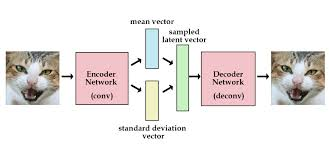 mean vector
sampled
latent vector
Encoder
Network
(conv)
Decoder
Network
(deconv)
standard deviation
vector